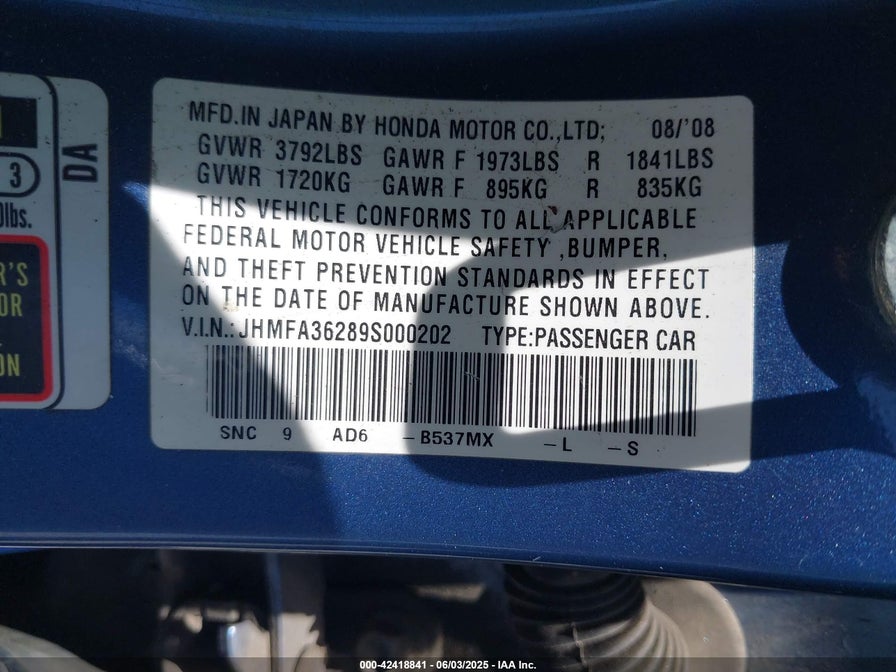 MFD.IN JAPAN BY HONDA MOTOR CO.,LTD; 08/'08
GVWR 3792LBS GAWR F 1973LBS R 1841LBS
GVWR 1720KG GAWR F 895KG R 835KG
THIS VEHICLE CONFORMS TO ALL APPLICABLE
FEDERAL MOTOR VEHICLE SAFETY ,BUMPER,
AND THEFT PREVENTION STANDARDS IN EFFECT
ON THE DATE OF MANUFACTURE SHOWN ABOVE.
V.I.N.: JHMFA36289S000202 TYPE:PASSENGER CAR
SNC 9 AD6 -B537MX -L -S
DA
3
lbs.
000-42418841 - 06/03/2025 - IAA Inc.